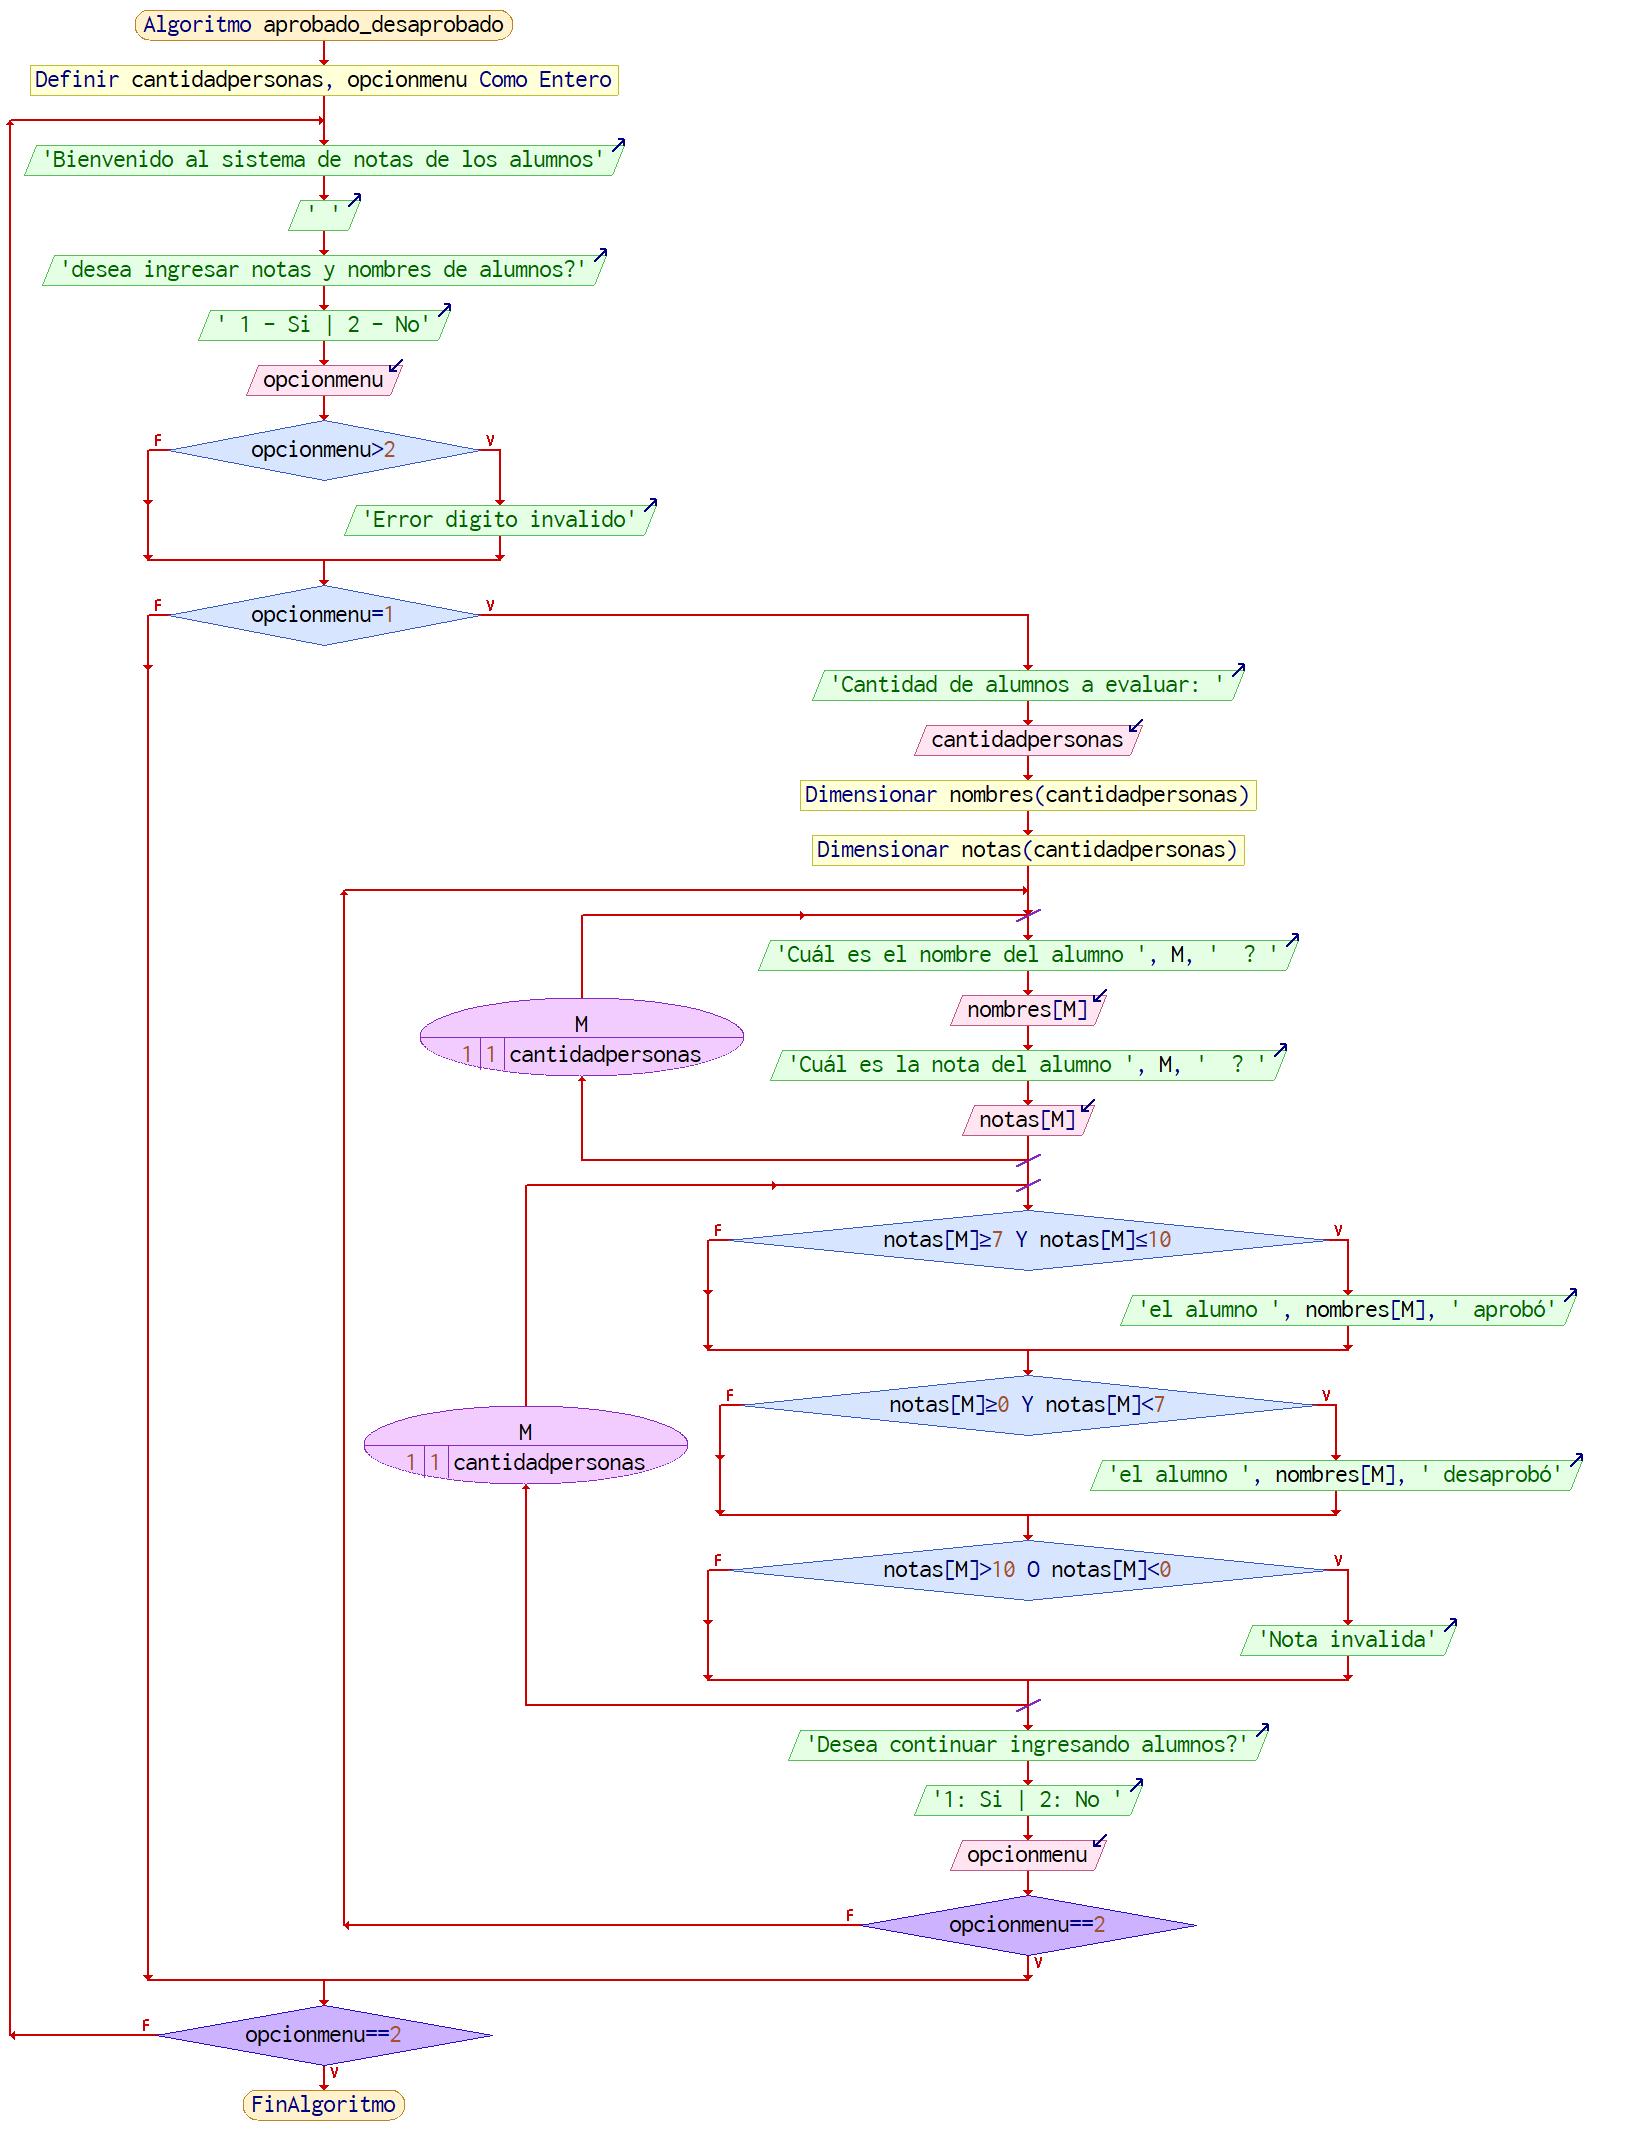 Algoritmo aprobado_desaprobado
Definir cantidadpersonas, opcionmenu Como Entero
'Bienvenido al sistema de notas de los alumnos'
' '
'desea ingresar notas y nombres de alumnos?'
' 1 - Si | 2 - No'
opcionmenu
F
V
opcionmenu>2
'Error digito invalido'
F
V
opcionmenu=1
'Cantidad de alumnos a evaluar: '
cantidadpersonas
Dimensionar nombres(cantidadpersonas)
Dimensionar notas(cantidadpersonas)
'Cuál es el nombre del alumno ', M, '  ? '
nombres[M]
M
1 1 cantidadpersonas
'Cuál es la nota del alumno ', M, '  ? '
notas[M]
F
V
notas[M]≥7 Y notas[M]≤10
'el alumno ', nombres[M], ' aprobó'
F
V
notas[M]≥0 Y notas[M]<7
M
1 1 cantidadpersonas
'el alumno ', nombres[M], ' desaprobó'
F
V
notas[M]>10 O notas[M]<0
'Nota invalida'
'Desea continuar ingresando alumnos?'
'1: Si | 2: No '
opcionmenu
F
opcionmenu==2
V
F
opcionmenu==2
V
FinAlgoritmo